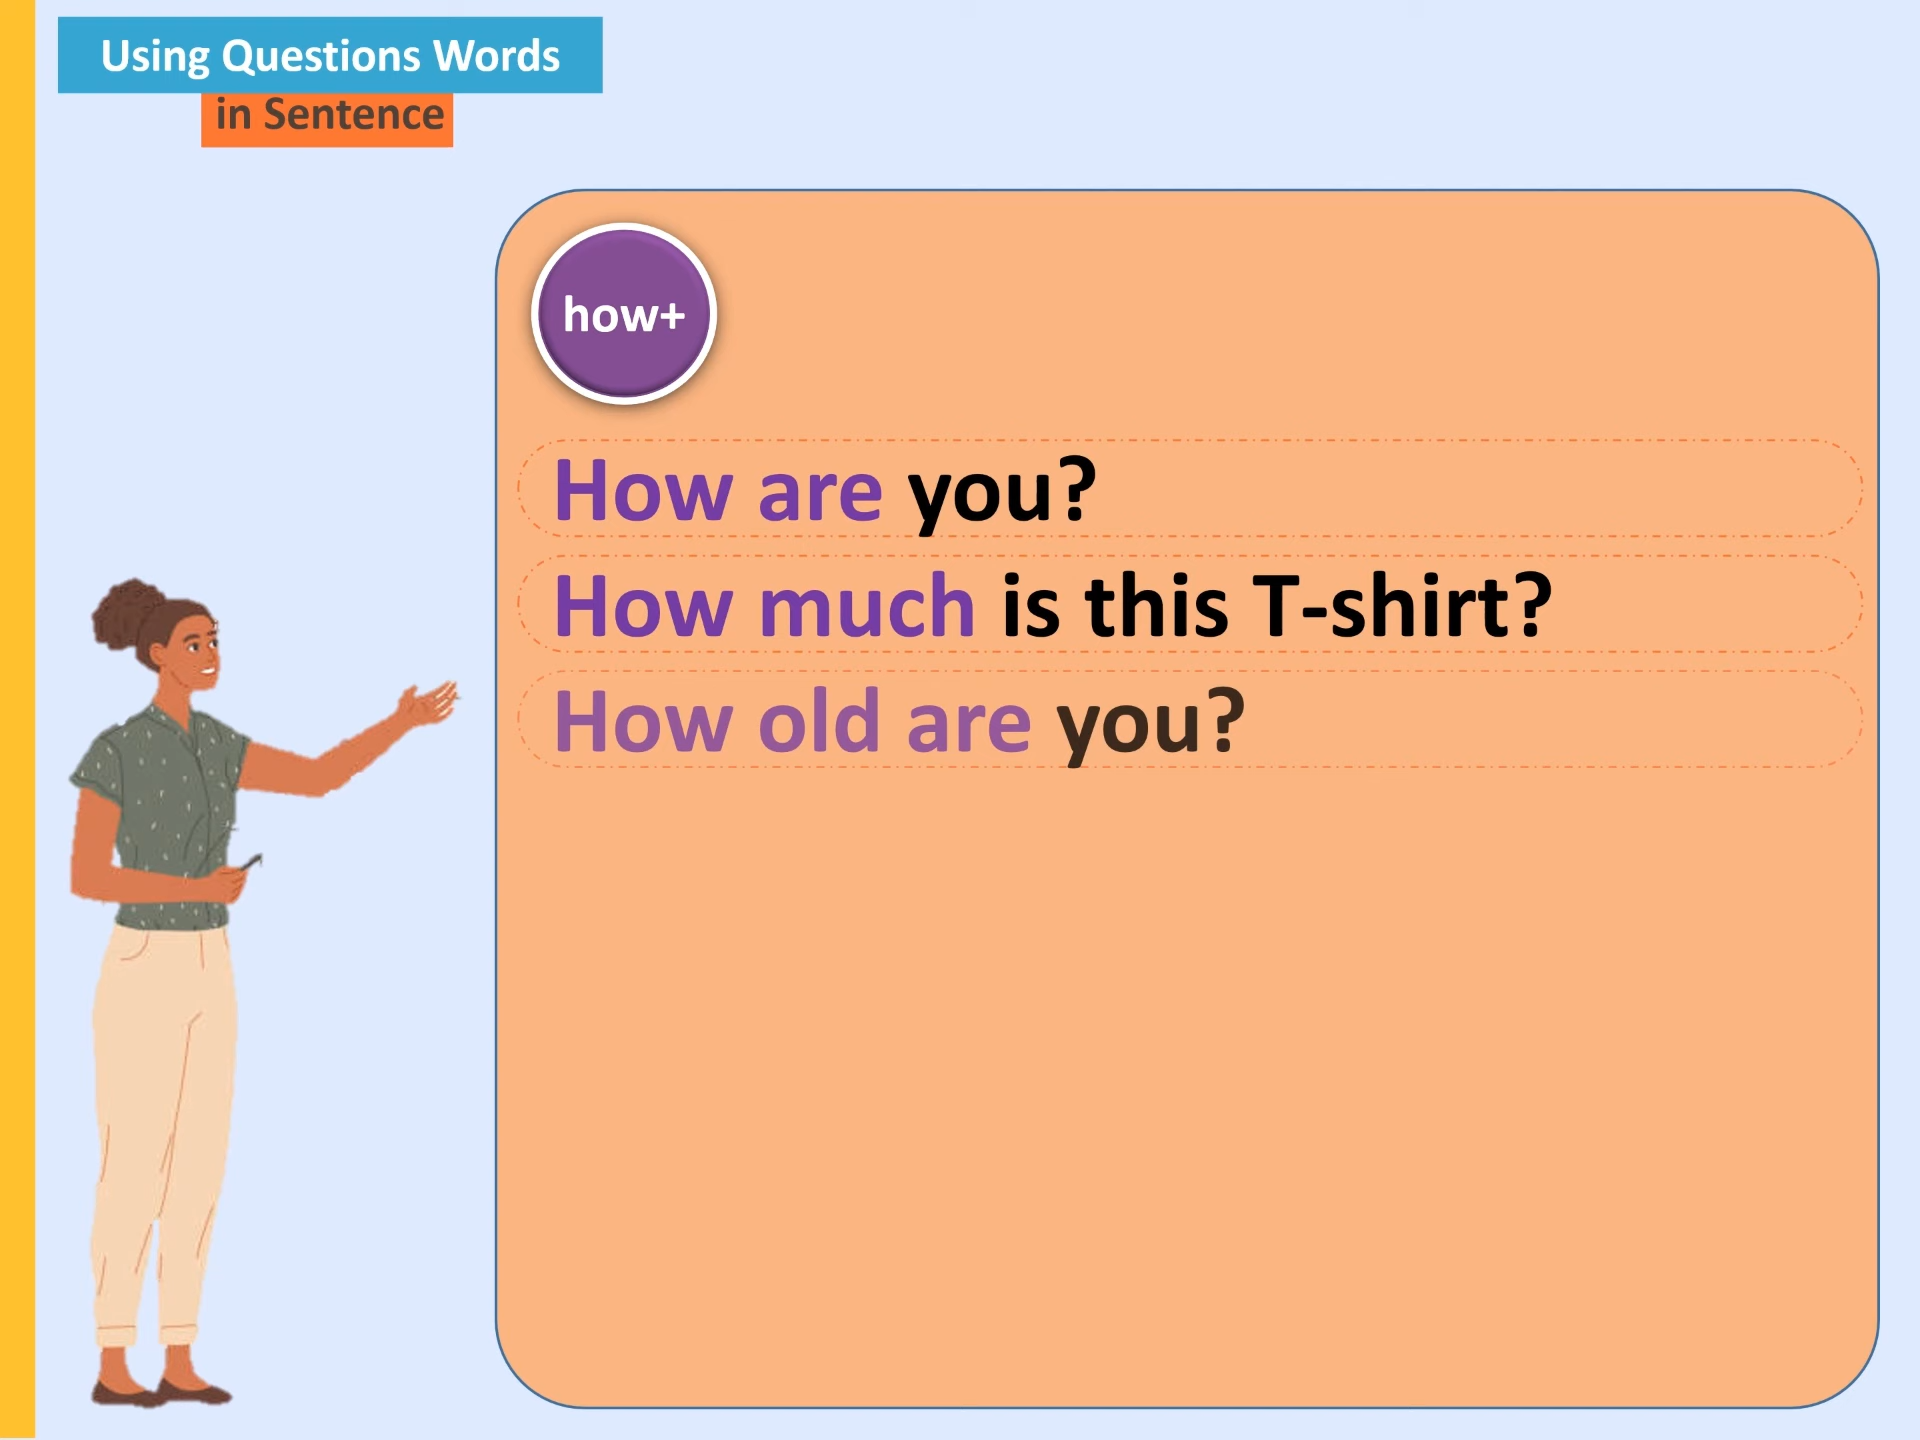 Using Questions Words
in Sentence
how+
How are you?
How much is this T-shirt?
How old are you?